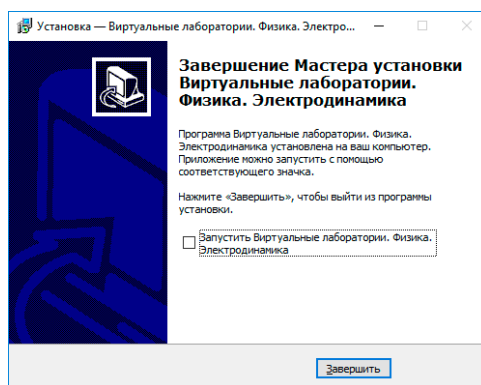 Установка — Виртуальные лаборатории. Физика. Электро...
Завершение Мастера установки
Виртуальные лаборатории.
Физика. Электродинамика
Программа Виртуальные лаборатории. Физика.
Электродинамика установлена на ваш компьютер.
Приложение можно запустить с помощью
соответствующего значка.
Нажмите «Завершить», чтобы выйти из программы
установки.
Запустить Виртуальные лаборатории. Физика.
Электродинамика
Завершить